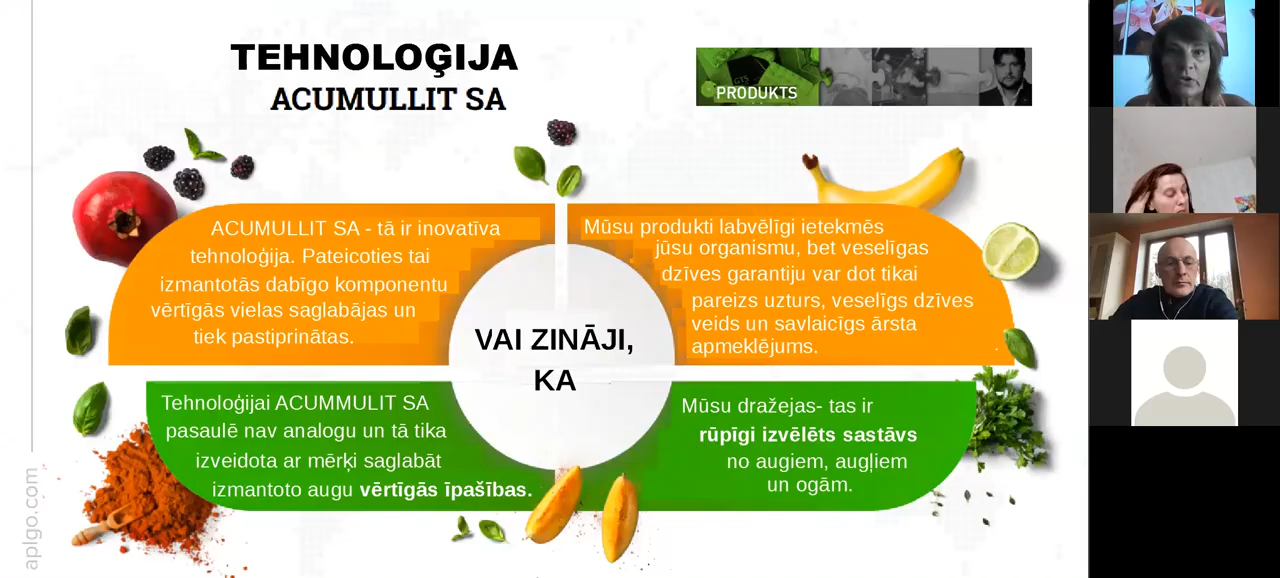 TEHNOLOĢIJA
ACUMULLIT SA
PRODUKTS
ACUMULLIT SA - tā ir inovatīva
tehnoloģija. Pateicoties tai
izmantotās dabīgo komponentu
vērtīgās vielas saglabājas un
tiek pastiprinātas.
Mūsu produkti labvēlīgi ietekmēs
jūsu organismu, bet veselīgas
dzīves garantiju var dot tikai
pareizs uzturs, veselīgs dzīves
veids un savlaicīgs ārsta
apmeklējums.
VAI ZINĀJI,
KA
Tehnoloģijai ACUMMULIT SA
pasaulē nav analogu un tā tika
izveidota ar mērķi saglabāt
izmantoto augu vērtīgās īpašības.
Mūsu dražejas- tas ir
rūpīgi izvēlēts sastāvs
no augiem, augļiem
un ogām.
aplgo.com